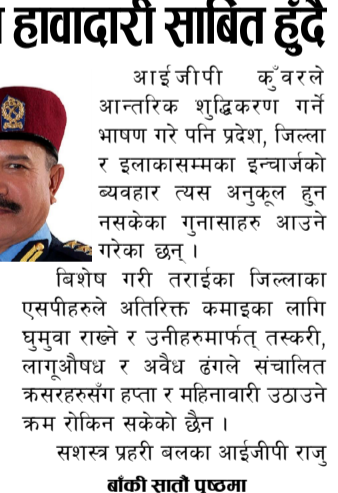 हावादारी साबित हुँदै
आईजीपी कुँवरले
आन्तरिक शुद्धिकरण गर्ने
भाषण गरे पनि प्रदेश, जिल्ला
र इलाकासम्मका इन्चार्जको
ब्यवहार त्यस अनुकूल हुन
नसकेका गुनासाहरु आउने
गरेका छन् ।
बिशेष गरी तराईका जिल्लाका
एसपीहरुले अतिरिक्त कमाइका लागि
घुमुवा राख्ने र उनीहरुमार्फत् तस्करी,
लागूऔषध र अवैध ढंगले संचालित
क्रसरहरुसँग हप्ता र महिनावारी उठाउने
क्रम रोकिन सकेको छैन ।
सशस्त्र प्रहरी बलका आईजीपी राजु
बाँकी सातौं पृष्ठमा